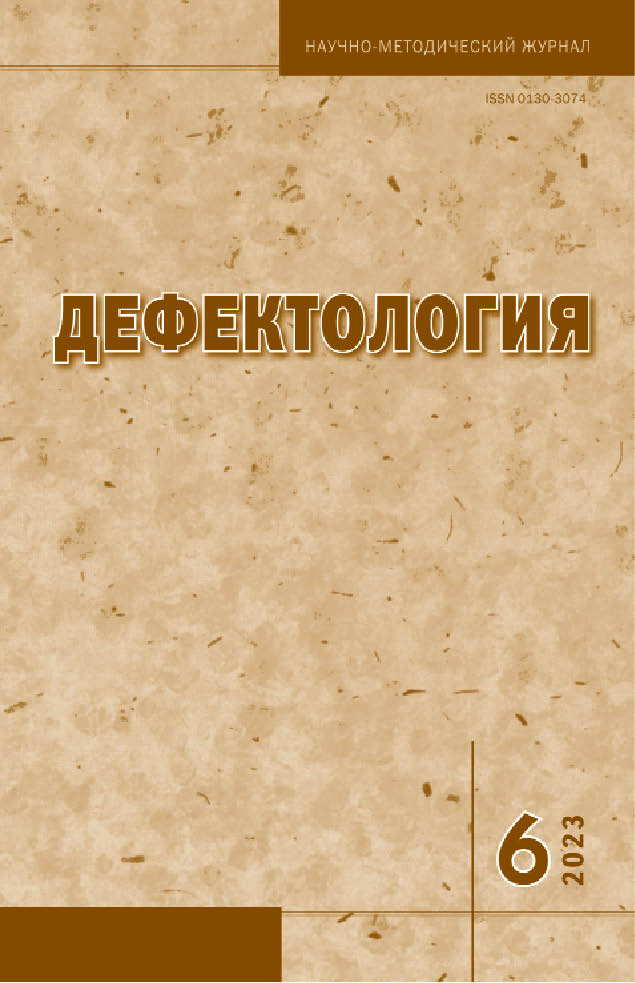 НАУЧНО-МЕТОДИЧЕСКИЙ ЖУРНАЛ
ISSN 0130-3074
ДЕФЕКТОЛОГИЯ
6
2023